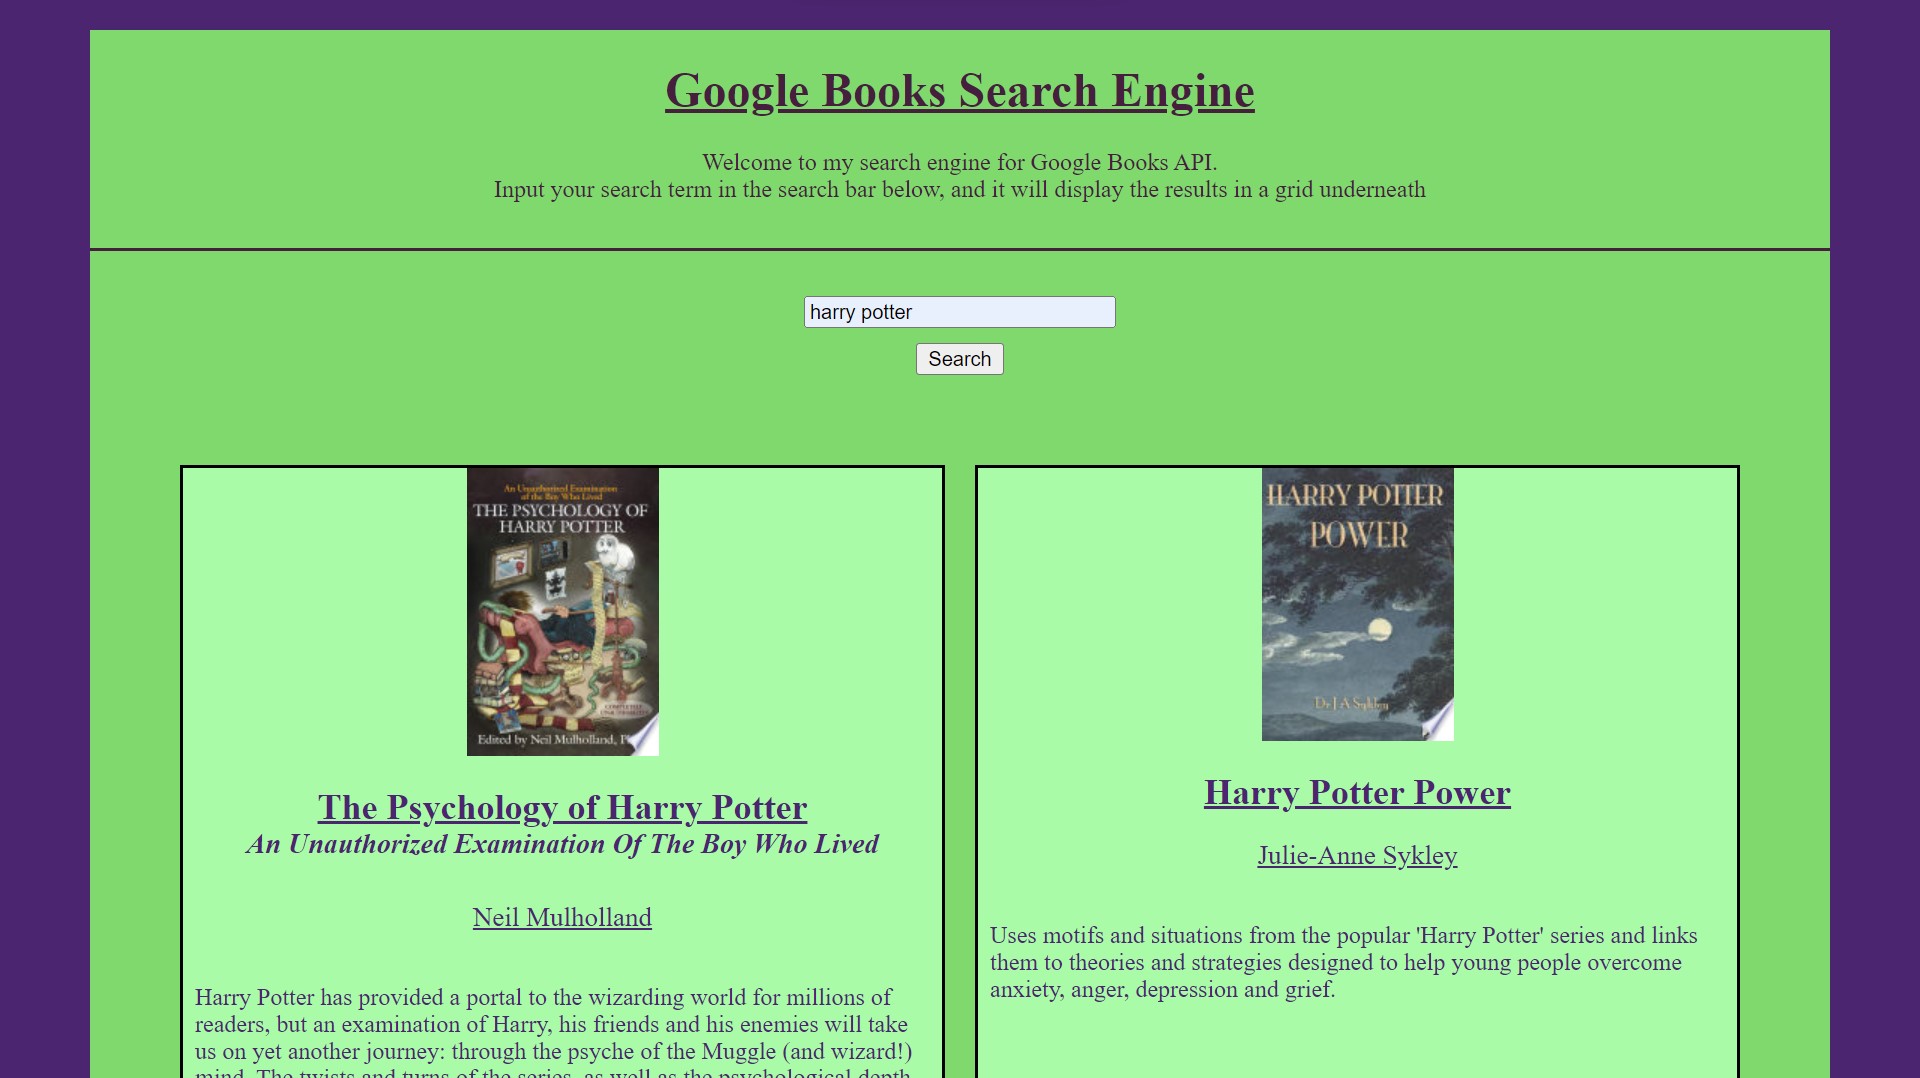 Google Books Search Engine
Welcome to my search engine for Google Books API.
Input your search term in the search bar below, and it will display the results in a grid underneath
harry potter
Search
An Unauthorized Examination
of the Boy Who Lived
THE PSYCHOLOGY OF
HARRY POTTER
Edited by Neil Mulholland,
The Psychology of Harry Potter
An Unauthorized Examination Of The Boy Who Lived
Neil Mulholland
Harry Potter has provided a portal to the wizarding world for millions of
readers, but an examination of Harry, his friends and his enemies will take
us on yet another journey: through the psyche of the Muggle (and wizard!)
mind. The twists and turns of the series, as well as the psychological depth
HARRY POTTER
POWER
Dr J A Sykley
Harry Potter Power
Julie-Anne Sykley
Uses motifs and situations from the popular 'Harry Potter' series and links
them to theories and strategies designed to help young people overcome
anxiety, anger, depression and grief.